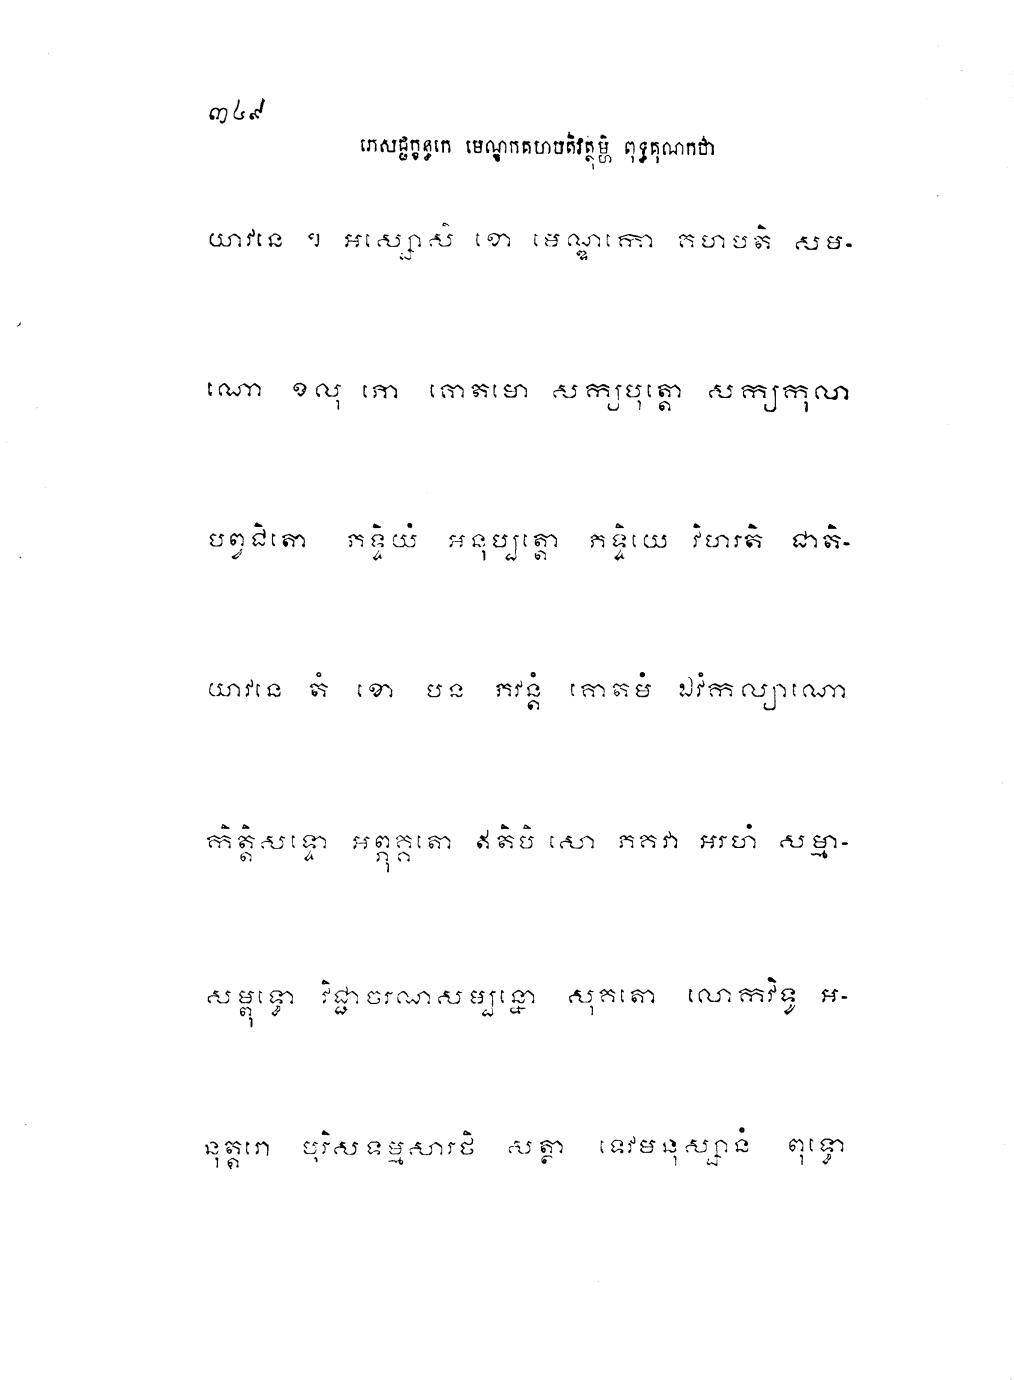 ៣៤៩
ភេសជ្ជក្ខន្ធកេ មេណ្ឌកគហបតិវត្ថុម្ហិ ពុទ្ធគុណកថា
យាវនេ ។ អស្សោសិ ខោ មេណ្ឌកោ គហបតិ សម-
ណោ ខលុ ភោ គោតមោ សក្យបុត្តោ សក្យកុលា
បព្វជិតោ ភទ្ទិយំ អនុប្បត្តោ ភទ្ទិយេ វិហរតិ ជាតិ-
យាវនេ តំ ខោ បន ភវន្តំ គោតមំ ឯវំកល្យាណោ
កិត្តិសទ្ទោ អព្ភុគ្គតោ ឥតិបិ សោ ភគវា អរហំ សម្មា-
សម្ពុទ្ធោ វិជ្ជាចរណសម្បន្នោ សុគតោ លោកវិទូ អ-
នុត្តរោ បុរិសទម្មសារថិ សត្ថា ទេវមនុស្សានំ ពុទ្ធោ